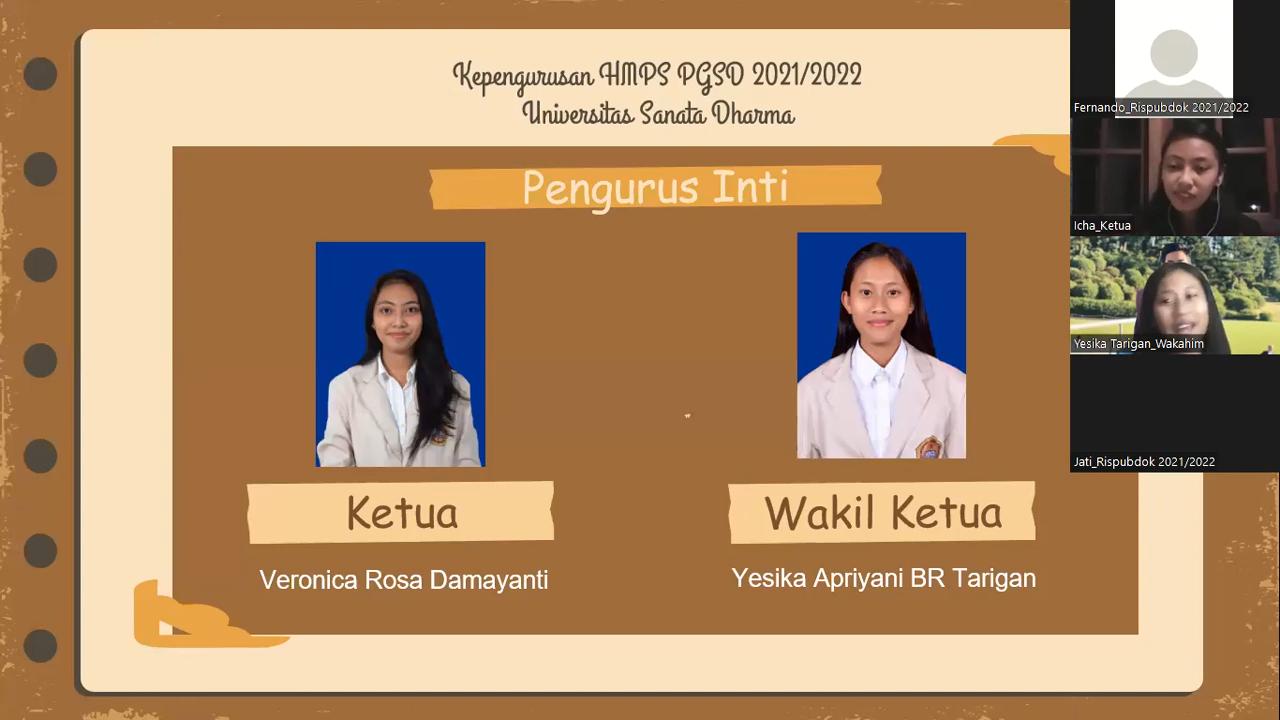 Kepengurusan HMPS PGSD 2021/2022
Universitas Sanata Dharma
Pengurus Inti
Ketua
Veronica Rosa Damayanti
Wakil Ketua
Yesika Apriyani BR Tarigan
Fernando_Rispubdok 2021/2022
Icha_Ketua
Yesika Tarigan_Wakahim
Jati_Rispubdok 2021/2022